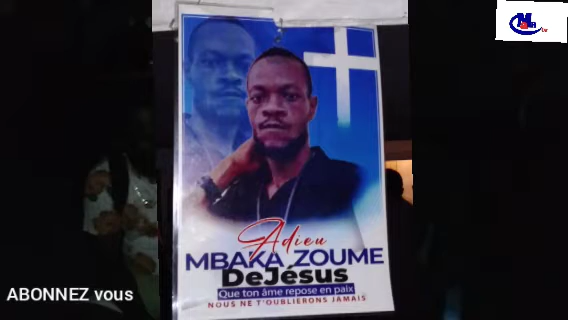 Adieu
MBAKA ZOUME
DeJésus
Que ton âme repose en paix
NOUS NE T'OUBLIERONS JAMAIS
ABONNEZ vous